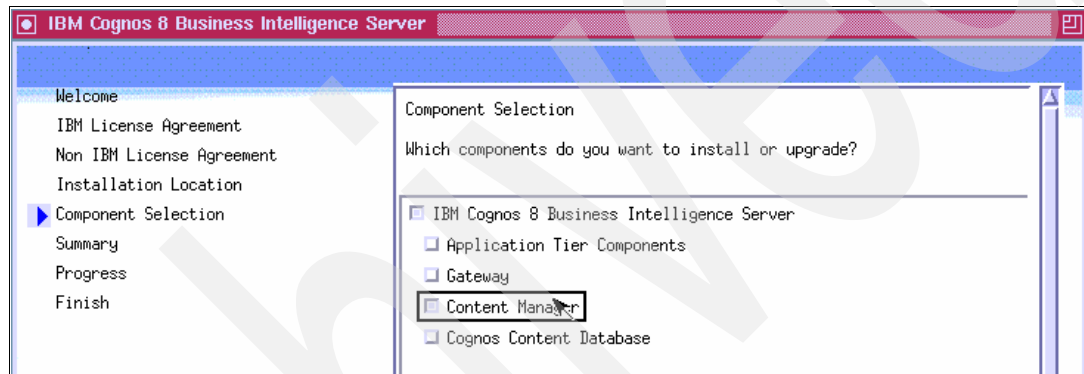 IBM Cognos 8 Business Intelligence Server
Welcome
IBM License Agreement
Non IBM License Agreement
Installation Location
Component Selection
Summary
Progress
Finish
Component Selection
Which components do you want to install or upgrade?
IBM Cognos 8 Business Intelligence Server
Application Tier Components
Gateway
Content Manager
Cognos Content Database